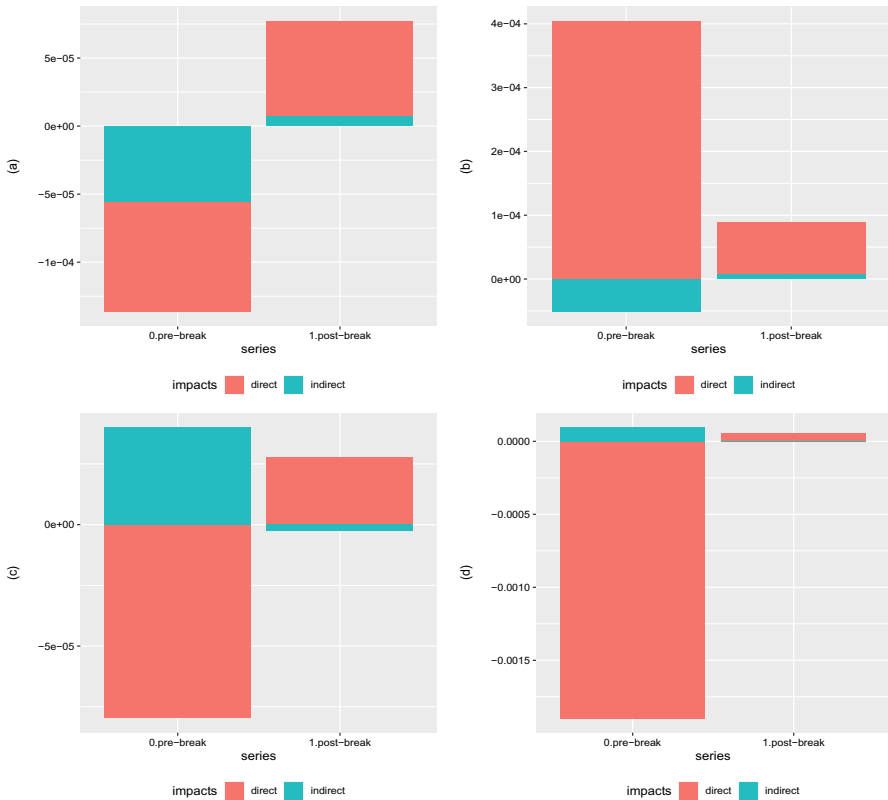 (a)
5e−05
0e+00
−5e−05
−1e−04
0.pre−break 1.post−break
series
impacts direct indirect
(b)
4e−04
3e−04
2e−04
1e−04
0e+00
0.pre−break 1.post−break
series
impacts direct indirect
(c)
0e+00
−5e−05
0.pre−break 1.post−break
series
impacts direct indirect
(d)
0.0000
−0.0005
−0.0010
−0.0015
0.pre−break 1.post−break
series
impacts direct indirect